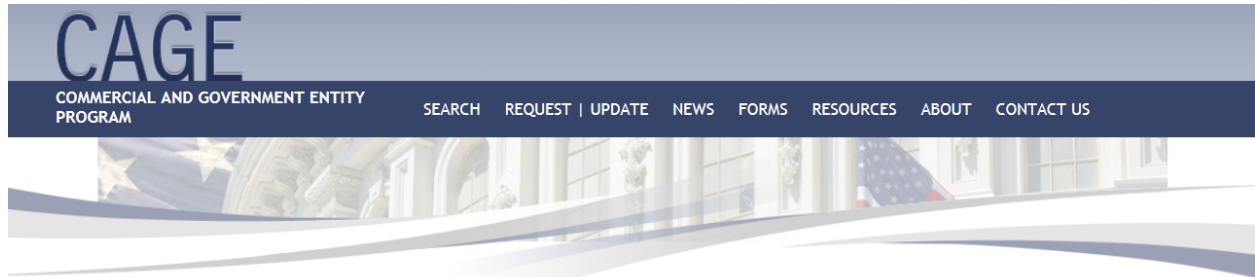 CAGE
COMMERCIAL AND GOVERNMENT ENTITY
PROGRAM
SEARCH REQUEST | UPDATE NEWS FORMS RESOURCES ABOUT CONTACT US